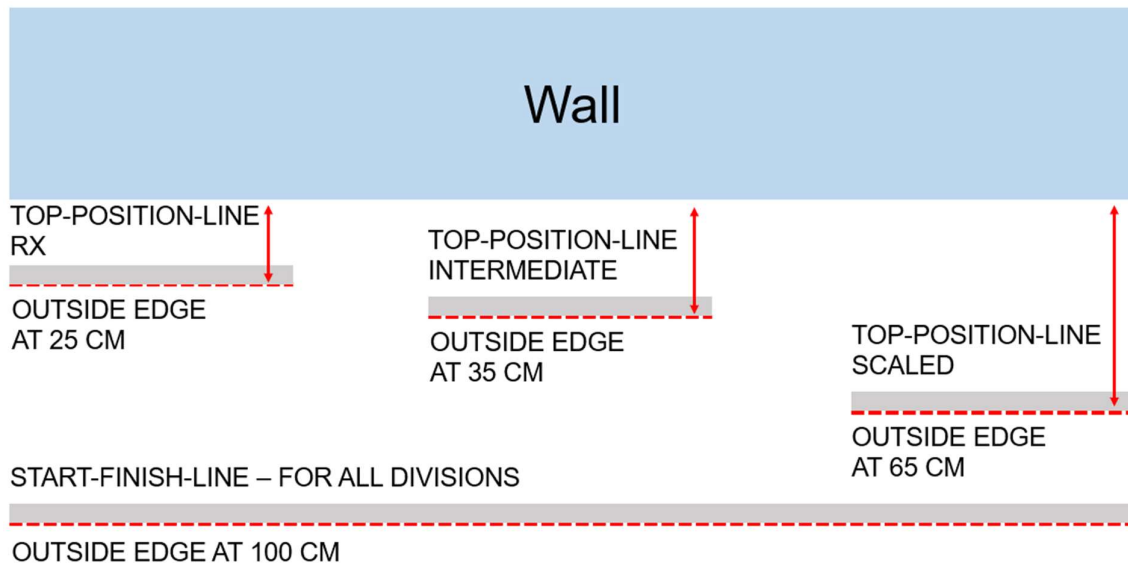 Wall
TOP-POSITION-LINE
RX
OUTSIDE EDGE
AT 25 CM
TOP-POSITION-LINE
INTERMEDIATE
OUTSIDE EDGE
AT 35 CM
TOP-POSITION-LINE
SCALED
OUTSIDE EDGE
AT 65 CM
START-FINISH-LINE – FOR ALL DIVISIONS
OUTSIDE EDGE AT 100 CM